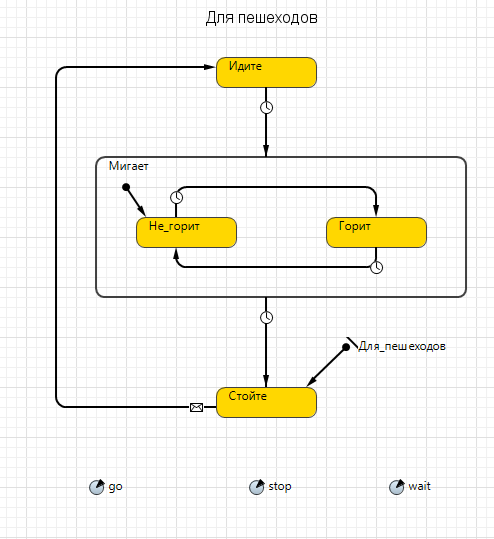 Для пешеходов
Идите
Мигает
Не_горит
Горит
Для_пешеходов
Стойте
go
stop
wait